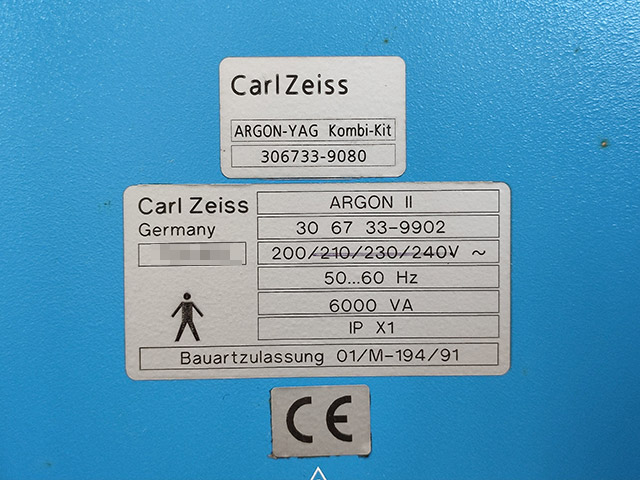 Carl Zeiss
ARGON-YAG Kombi-Kit
306733-9080
Carl Zeiss
Germany
ARGON II
30 67 33-9902
200/210/230/240V ~
50...60 Hz
6000 VA
IP X1
Bauartzulassung 01/M-194/91
CE